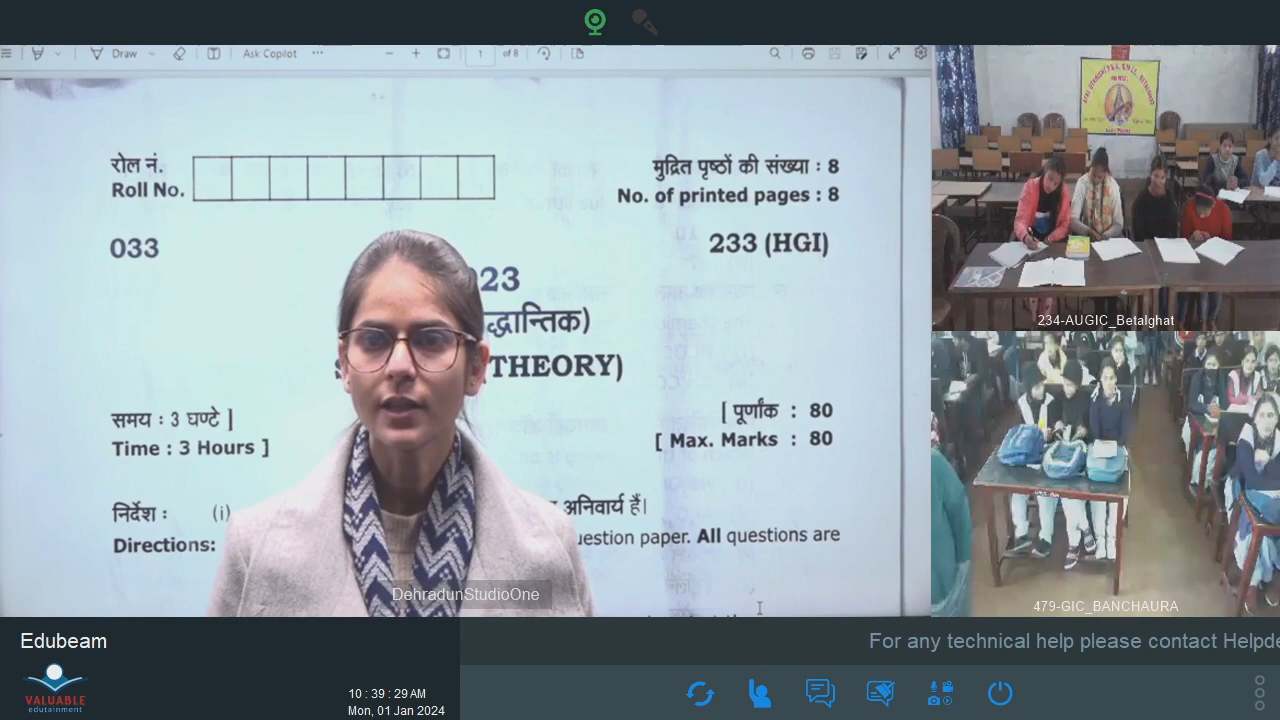 Draw
Ask Copilot
1
of 8
रोल नं.
Roll No.
मुद्रित पृष्ठों की संख्या : 8
No. of printed pages : 8
033
233 (HGI)
023
द्धान्तिक)
THEORY)
समय : 3 घण्टे ]
[ पूर्णांक : 80
Time : 3 Hours ]
[ Max. Marks : 80
निर्देश :
(i)
अनिवार्य हैं।
Directions:
uestion paper. All questions are
DehradunStudioOne
234-AUGIC_Betalghat
479-GIC_BANCHAURA
Edubeam
For any technical help please contact Helpde
VALUABLE
edutainment
10 : 39 : 29 AM
Mon, 01 Jan 2024